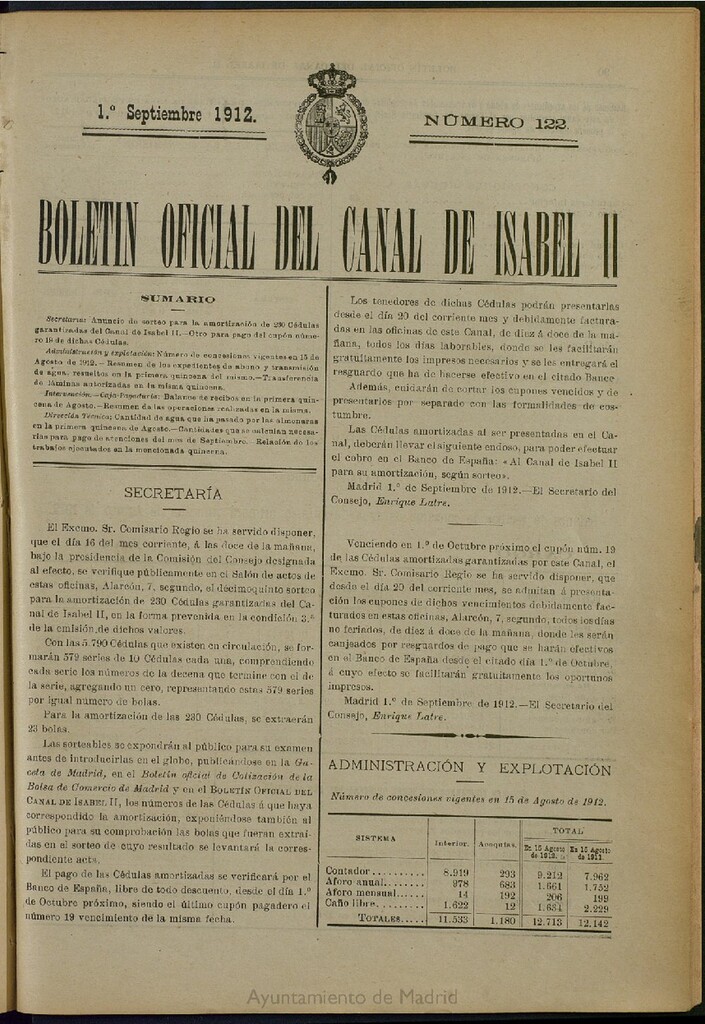 1.º Septiembre 1912.
NÚMERO 122.
BOLETIN OFICIAL DEL CANAL DE ISABEL II
SUMARIO
Secretaría: Anuncio de sorteo para la amortización de 230 Cédulas
garantizadas del Canal de Isabel II.—Otro para pago del cupón núme-
ro 19 de dichas Cédulas.
Administración y explotación: Número de concesiones vigentes en 15 de
Agosto de 1912.—Resumen de los expedientes de abono y transmisión
de agua, resueltos en la primera quincena del mismo.—Transferencia
de láminas autorizadas en la misma quincena.
Intervención.—Caja-Pagaduría: Balance de recibos en la primera quin-
cena de Agosto.—Resumen de las operaciones realizadas en la misma.
Dirección Técnica: Cantidad de agua que ha pasado por las almenaras
en la primera quincena de Agosto.—Cantidades que se calculan necesa-
rias para pago de atenciones del mes de Septiembre.—Relación de los
trabajos ejecutados en la mencionada quincena.
SECRETARÍA
El Excmo. Sr. Comisario Regio se ha servido disponer,
que el día 16 del mes corriente, á las doce de la mañana,
bajo la presidencia de la Comisión del Consejo designada
al efecto, se verifique públicamente en el Salón de actos de
estas oficinas, Alarcón, 7, segundo, el décimoquinto sorteo
para la amortización de 230 Cédulas garantizadas del Ca-
nal de Isabel II, en la forma prevenida en la condición 3.ª
de la emisión de dichos valores.
Con las 5.790 Cédulas que existen en circulación, se for-
marán 579 series de 10 Cédulas cada una, comprendiendo
cada serie los números de la decena que termine con el de
la serie, agregando un cero, representando estas 579 series
por igual número de bolas.
Para la amortización de las 230 Cédulas, se extraerán
23 bolas.
Las sorteables se expondrán al público para su examen
antes de introducirlas en el globo, publicándose en la Ga-
ceta de Madrid, en el Boletín oficial de Cotización de la
Bolsa de Comercio de Madrid y en el BOLETÍN OFICIAL DEL
CANAL DE ISABEL II, los números de las Cédulas á que haya
correspondido la amortización, exponiéndose también al
público para su comprobación las bolas que fueran extraí-
das en el sorteo de cuyo resultado se levantará la corres-
pondiente acta.
El pago de las Cédulas amortizadas se verificará por el
Banco de España, libre de todo descuento, desde el día 1.º
de Octubre próximo, siendo el último cupón pagadero el
número 19 vencimiento de la misma fecha.
Los tenedores de dichas Cédulas podrán presentarlas
desde el día 20 del corriente mes y debidamente factura-
das en las oficinas de este Canal, de diez á doce de la ma-
ñana, todos los días laborables, donde se les facilitarán
gratuitamente los impresos necesarios y se les entregará el
resguardo que ha de hacerse efectivo en el citado Banco
Además, cuidarán de cortar los cupones vencidos y de
presentarlos por separado con las formalidades de cos-
tumbre.
Las Cédulas amortizadas al ser presentadas en el Ca-
nal, deberán llevar el siguiente endoso, para poder efectuar
el cobro en el Banco de España: «Al Canal de Isabel II
para su amortización, según sorteo».
Madrid 1.º de Septiembre de 1912.—El Secretario del
Consejo, Enrique Latre.
Venciendo en 1.º de Octubre próximo el cupón núm. 19
de las Cédulas amortizadas garantizadas por este Canal, el
Excmo. Sr. Comisario Regio se ha servido disponer, que
desde el día 20 del corriente mes, se admitan á presenta-
ción los cupones de dichos vencimientos debidamente fac-
turados en estas oficinas, Alarcón, 7, segundo, todos los días
no feriados, de diez á doce de la mañana, donde les serán
canjeados por resguardos de pago que se harán efectivos
en el Banco de España desde el citado día 1.º de Octubre,
á cuyo efecto se facilitarán gratuitamente los oportunos
impresos.
Madrid 1.º de Septiembre de 1912.—El Secretario del
Consejo, Enrique Latre.
ADMINISTRACIÓN Y EXPLOTACIÓN
Número de concesiones vigentes en 15 de Agosto de 1912.
SISTEMA Interior. Acequias. TOTAL
En 15 Agosto de 1912. En 15 Agosto de 1911.
Contador......... 8.919 293 9.212 7.962
Aforo anual....... 978 683 1.661 1.752
Aforo mensual..... 14 192 206 199
Caño libre........ 1.622 12 1.634 2.229
TOTALES..... 11.533 1.180 12.713 12.142
Ayuntamiento de Madrid